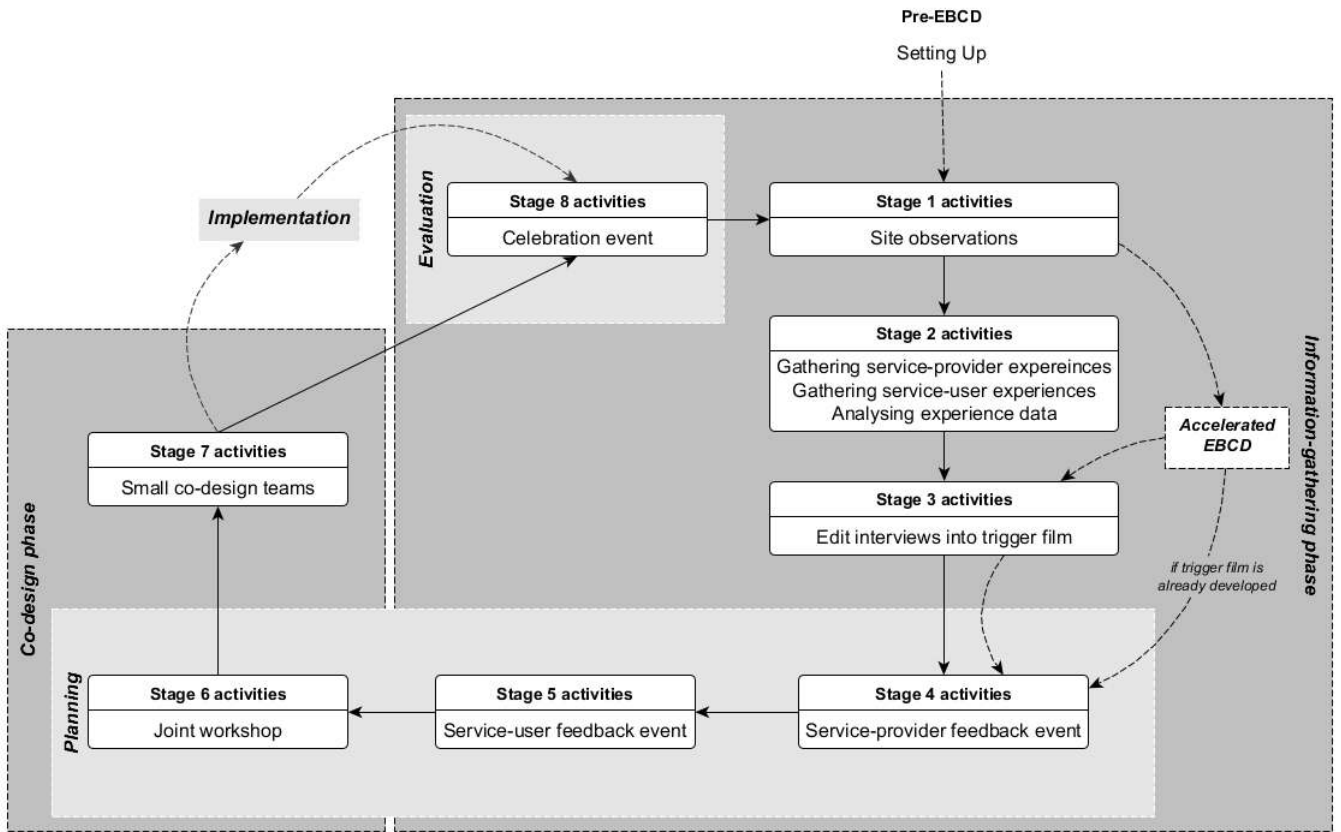 Pre-EBCD
Setting Up
Evaluation
Stage 8 activities
Celebration event
Stage 1 activities
Site observations
Implementation
Stage 2 activities
Gathering service-provider expereinces
Gathering service-user experiences
Analysing experience data
Accelerated
EBCD
Information-gathering phase
Stage 7 activities
Small co-design teams
Stage 3 activities
Edit interviews into trigger film
if trigger film is
already developed
Co-design phase
Planning
Stage 6 activities
Joint workshop
Stage 5 activities
Service-user feedback event
Stage 4 activities
Service-provider feedback event